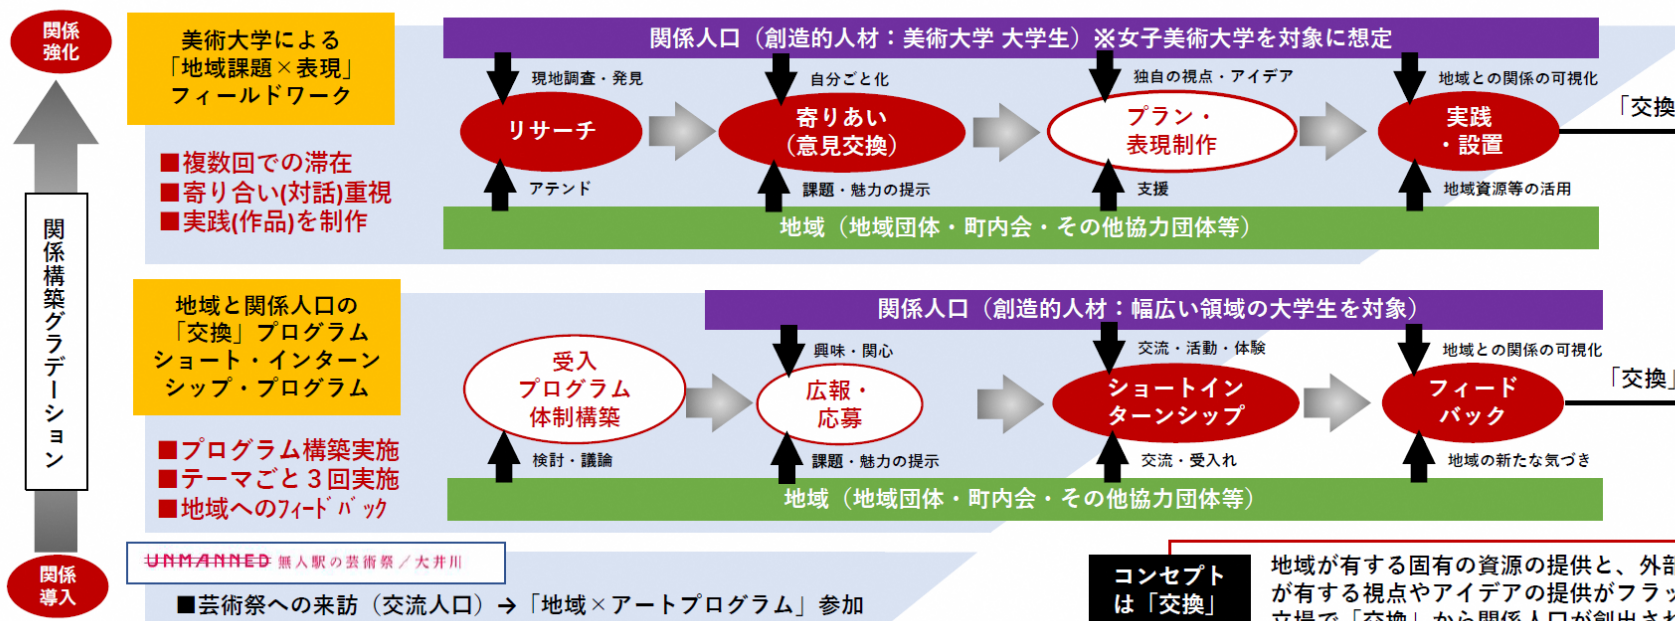 関係
強化
関係構築グラデーション
関係
導入
美術大学による
「地域課題×表現」
フィールドワーク
■複数回での滞在
■寄り合い(対話)重視
■実践(作品)を制作
関係人口（創造的人材：美術大学 大学生）※女子美術大学を対象に想定
現地調査・発見
自分ごと化
独自の視点・アイデア
地域との関係の可視化
リサーチ
寄りあい
(意見交換)
プラン・
表現制作
実践
・設置
「交換
アテンド
課題・魅力の提示
支援
地域資源等の活用
地域（地域団体・町内会・その他協力団体等）
地域と関係人口の
「交換」プログラム
ショート・インターン
シップ・プログラム
■プログラム構築実施
■テーマごと３回実施
■地域へのﾌｨｰﾄﾞﾊﾞｯｸ
関係人口（創造的人材：幅広い領域の大学生を対象）
興味・関心
交流・活動・体験
地域との関係の可視化
受入
プログラム
体制構築
広報・
応募
ショートイン
ターンシップ
フィード
バック
「交換」
検討・議論
課題・魅力の提示
交流・受入れ
地域の新たな気づき
地域（地域団体・町内会・その他協力団体等）
UNMANNED 無人駅の芸術祭／大井川
■芸術祭への来訪（交流人口）→「地域×アートプログラム」参加
コンセプト
は「交換」
地域が有する固有の資源の提供と、外部
が有する視点やアイデアの提供がフラッ
立場で「交換」から関係人口が創出され